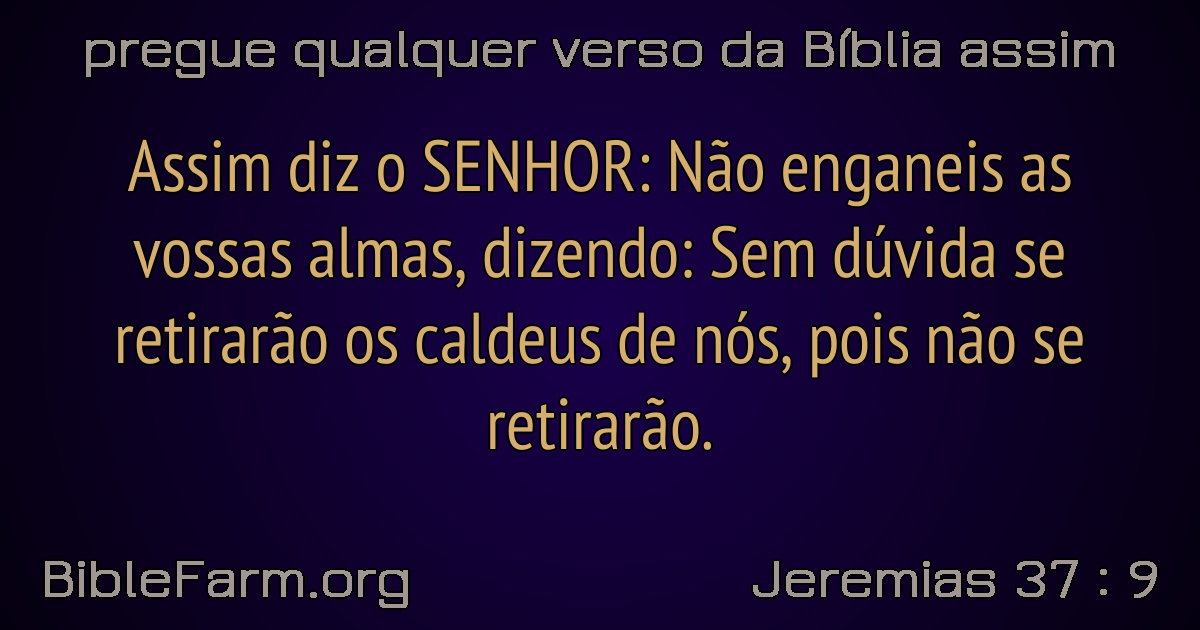 pregue qualquer verso da Bíblia assim
Assim diz o SENHOR: Não enganeis as
vossas almas, dizendo: Sem dúvida se
retirarão os caldeus de nós, pois não se
retirarão.
BibleFarm.org
Jeremias 37 : 9